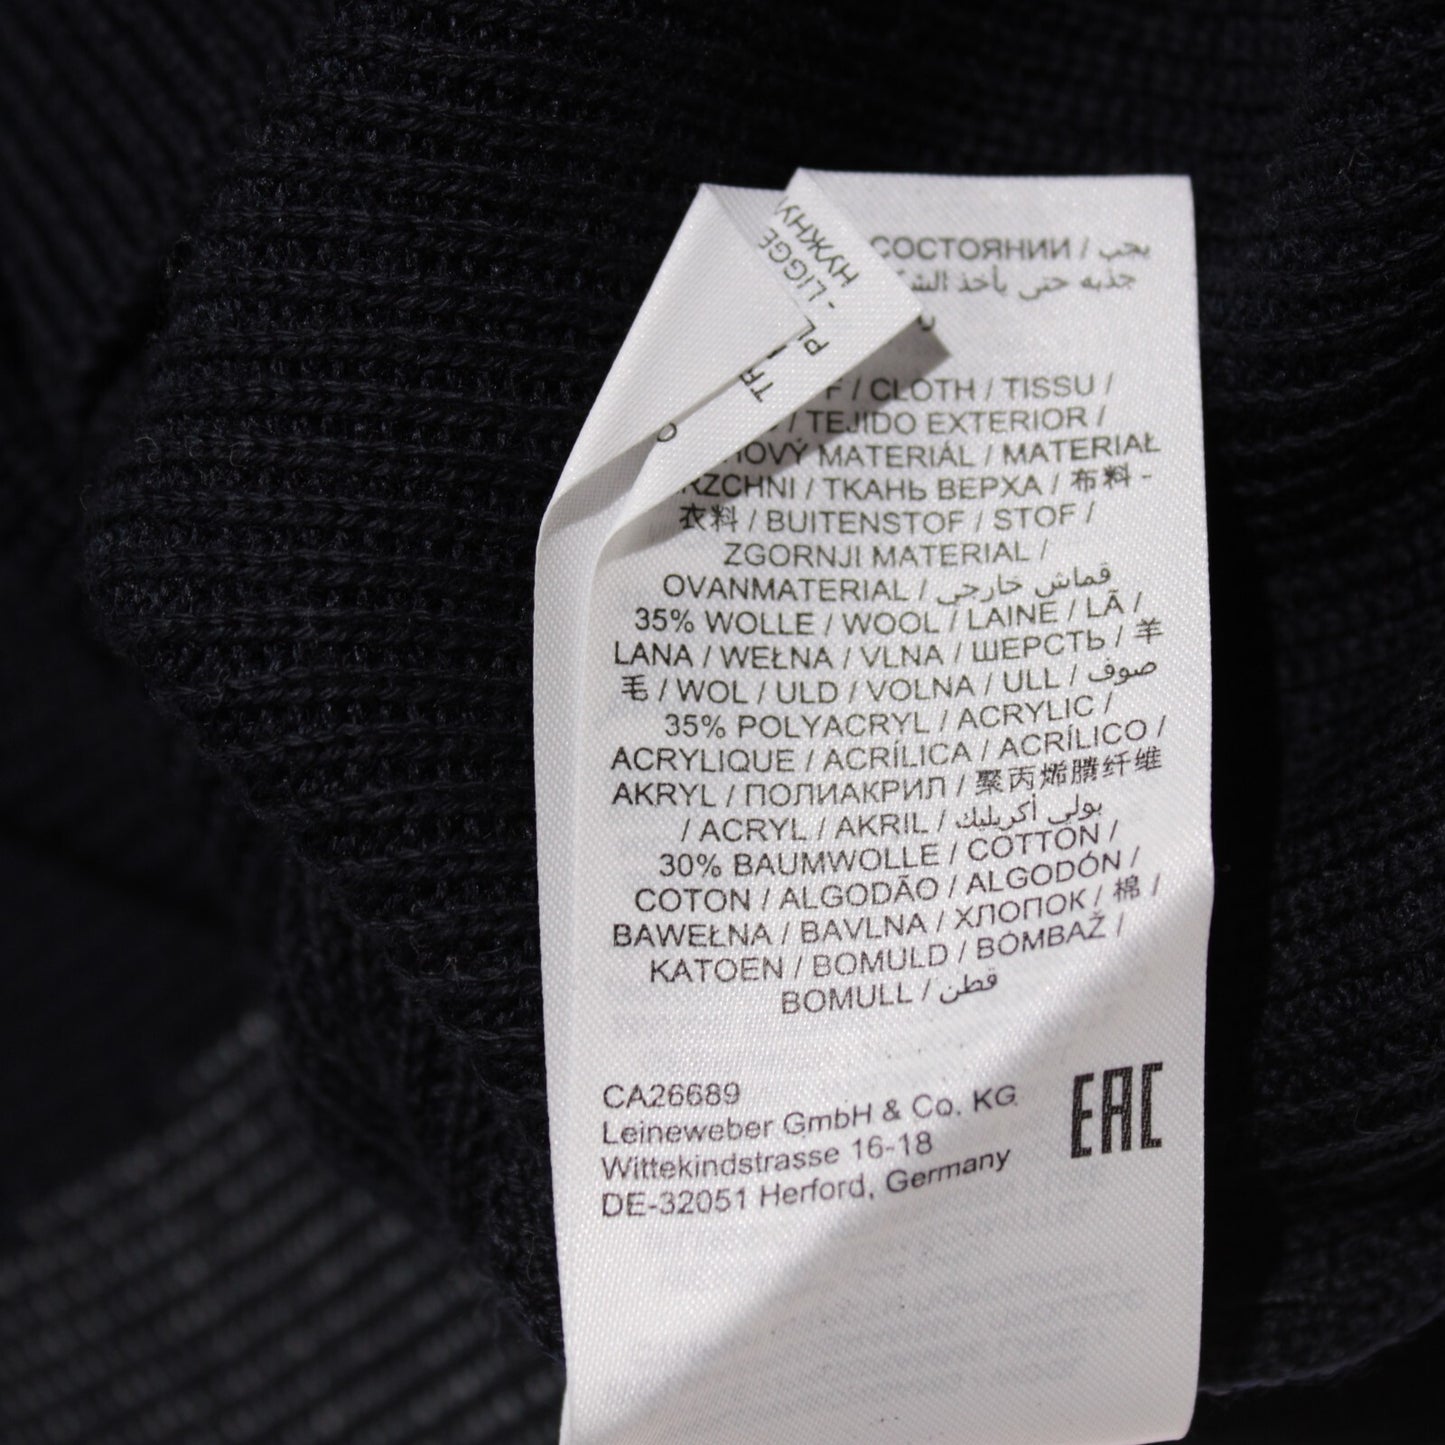 СОСТОЯНИИ / يجب
جذبه حتى يأخذ
- LIGGE
НУЖНУ
PL
/ CLOTH / TISSU /
/ TEJIDO EXTERIOR /
MATERIÁL / MATERIAŁ
/ ТКАНЬ ВЕРХА / 布料 -
衣料 / BUITENSTOF / STOF /
ZGORNJI MATERIAL /
OVANMATERIAL / قماش خارجي
35% WOLLE / WOOL / LAINE / LÃ /
LANA / WEŁNA / VLNA / ШЕРСТЬ / 羊
毛 / WOL / ULD / VOLNA / ULL / صوف
35% POLYACRYL / ACRYLIC /
ACRYLIQUE / ACRÍLICA / ACRÍLICO /
AKRYL / ПОЛИАКРИЛ / 聚丙烯腈纤维
/ ACRYL / AKRIL / بولي أكريليك
30% BAUMWOLLE / COTTON /
COTON / ALGODÃO / ALGODÓN /
BAWEŁNA / BAVLNA / ХЛОПОК / 棉 /
KATOEN / BOMULD / BOMBAŽ /
BOMULL / قطن
CA26689
Leineweber GmbH & Co. KG
Wittekindstrasse 16-18
DE-32051 Herford, Germany
EAC